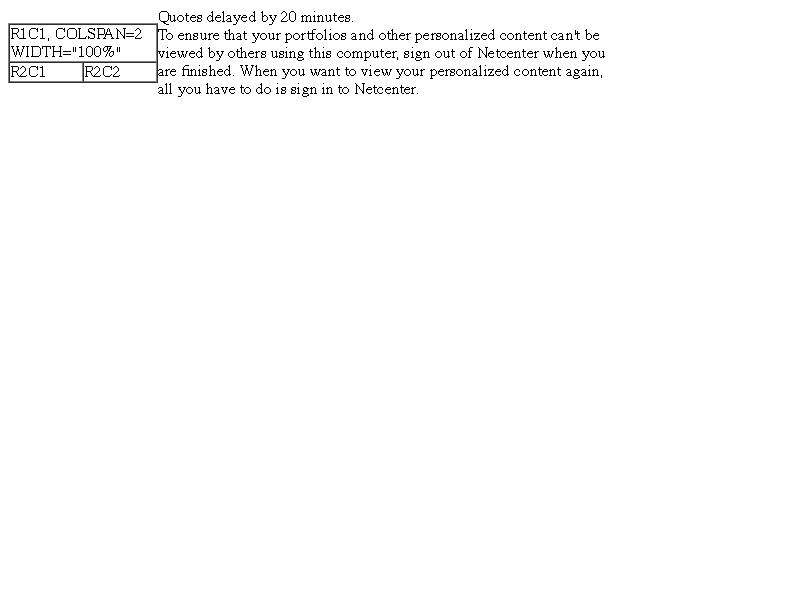 R1C1, COLSPAN=2
WIDTH="100%"
R2C1 R2C2
Quotes delayed by 20 minutes.
To ensure that your portfolios and other personalized content can't be
viewed by others using this computer, sign out of Netcenter when you
are finished. When you want to view your personalized content again,
all you have to do is sign in to Netcenter.